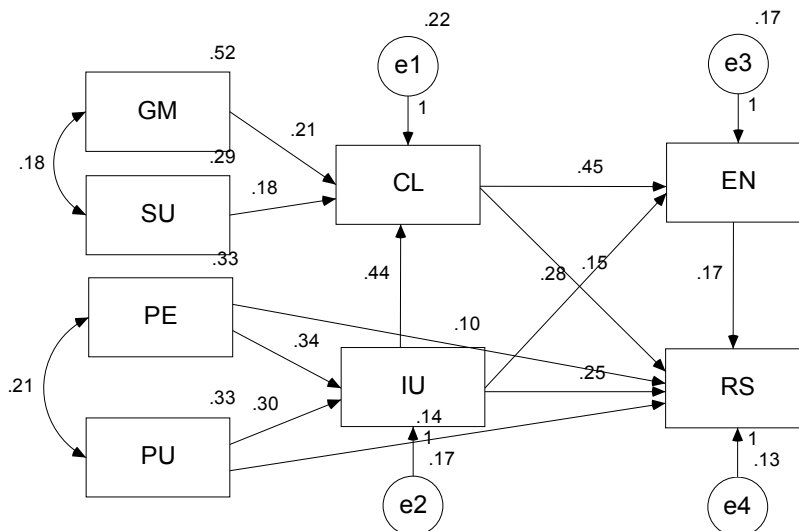 .22
.17
.52
e1
e3
GM
1
1
.21
.18
.29
CL
.45
EN
SU
.18
.33
.44
.28
.15
.17
PE
.10
.34
.21
IU
.25
RS
.33
.30
.14
PU
1
1
.17
.13
e2
e4